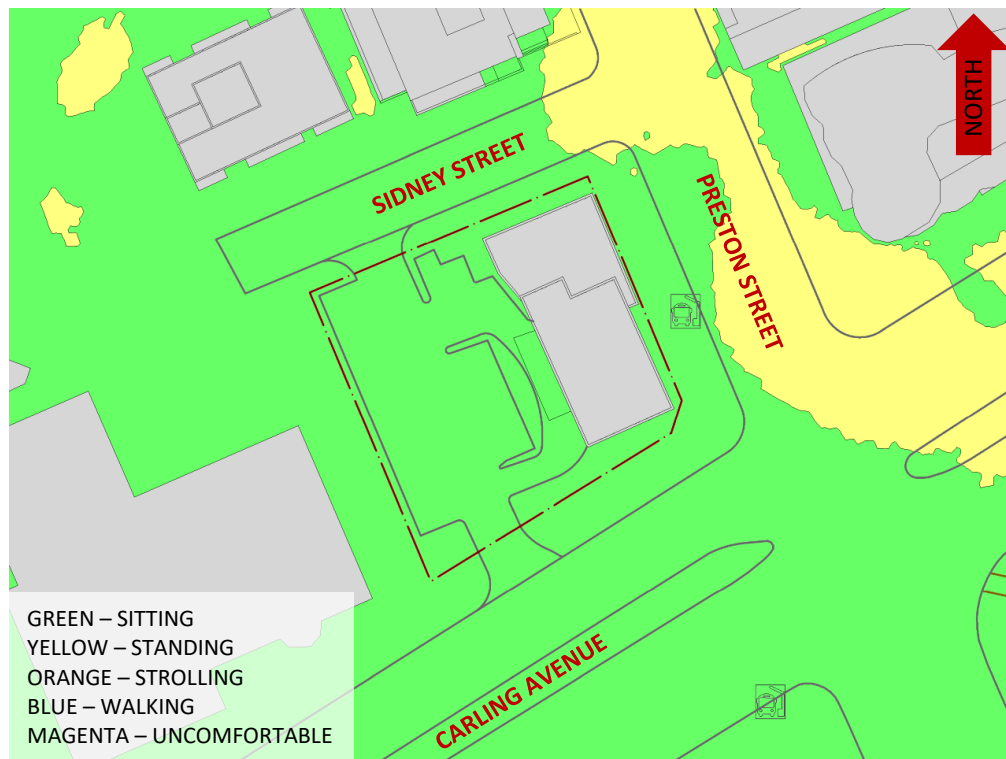 NORTH
SIDNEY STREET
PRESTON STREET
CARLING AVENUE
GREEN – SITTING
YELLOW – STANDING
ORANGE – STROLLING
BLUE – WALKING
MAGENTA – UNCOMFORTABLE